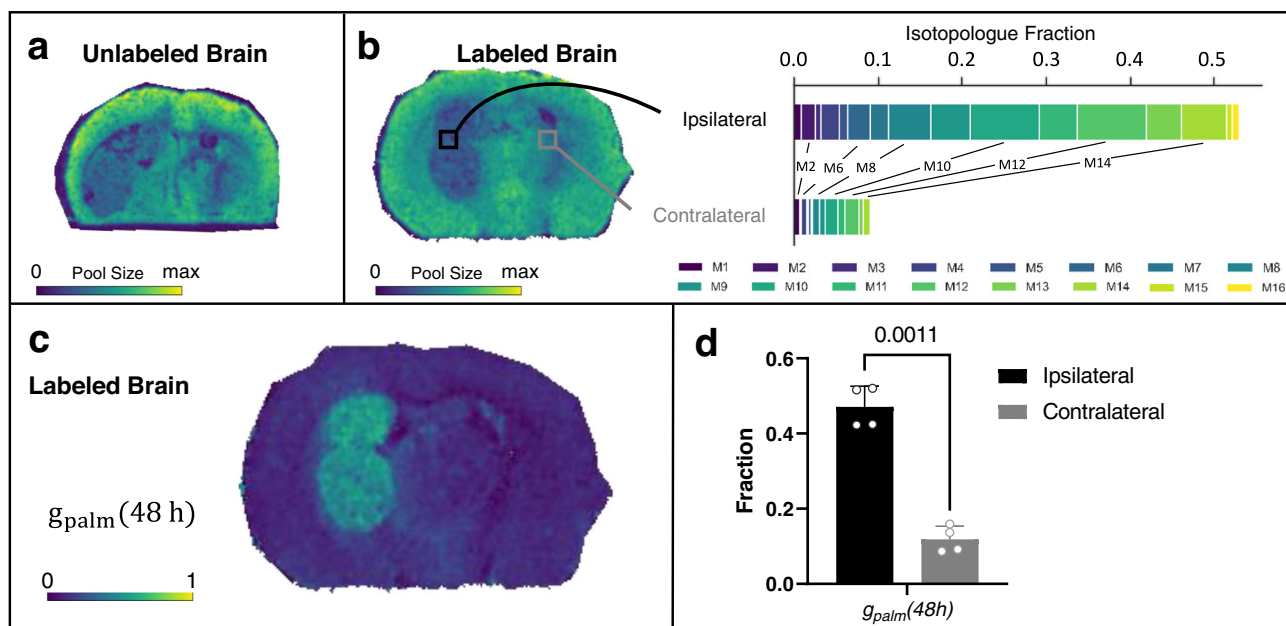 a
Unlabeled Brain
0 Pool Size max
b
Labeled Brain
0 Pool Size max
Isotopologue Fraction
0.0 0.1 0.2 0.3 0.4 0.5
Ipsilateral
M2 M6 M8 M10 M12 M14
Contralateral
M1 M2 M3 M4 M5 M6 M7 M8
M9 M10 M11 M12 M13 M14 M15 M16
c
Labeled Brain
g_palm(48 h)
0 1
d
0.0011
0.6
0.4
0.2
0.0
Fraction
g_palm(48h)
Ipsilateral
Contralateral